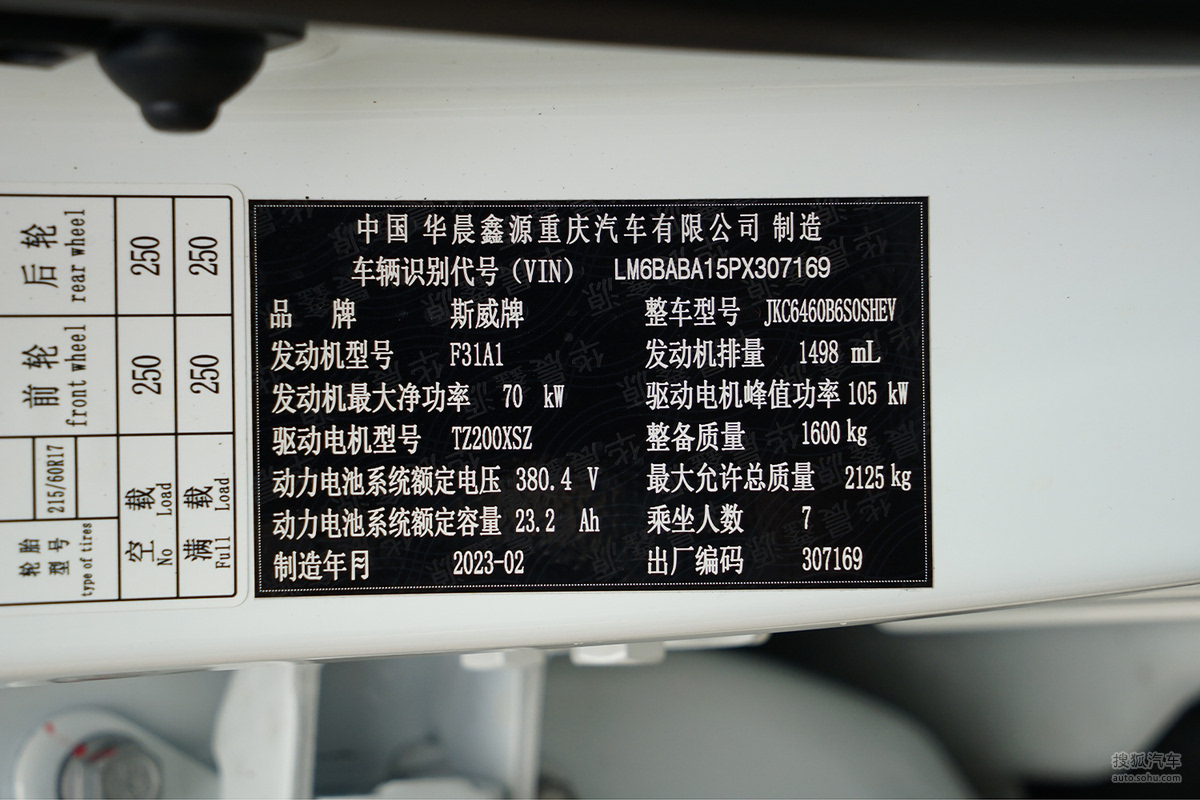 中国 华晨鑫源重庆汽车有限公司 制造
车辆识别代号（VIN） LM6BABA15PX307169
品 牌 斯威牌 整车型号 JKC6460B6S0SHEV
发动机型号 F31A1 发动机排量 1498 mL
发动机最大净功率 70 kW 驱动电机峰值功率 105 kW
驱动电机型号 TZ200XSZ 整备质量 1600 kg
动力电池系统额定电压 380.4 V 最大允许总质量 2125 kg
动力电池系统额定容量 23.2 Ah 乘坐人数 7
制造年月 2023-02 出厂编码 307169
轮胎型号 type of tires 215/60R17 前轮 front wheel 后轮 rear wheel
空载 No Load 250 250
满载 Full Load 250 250
搜狐汽车
auto.sohu.com